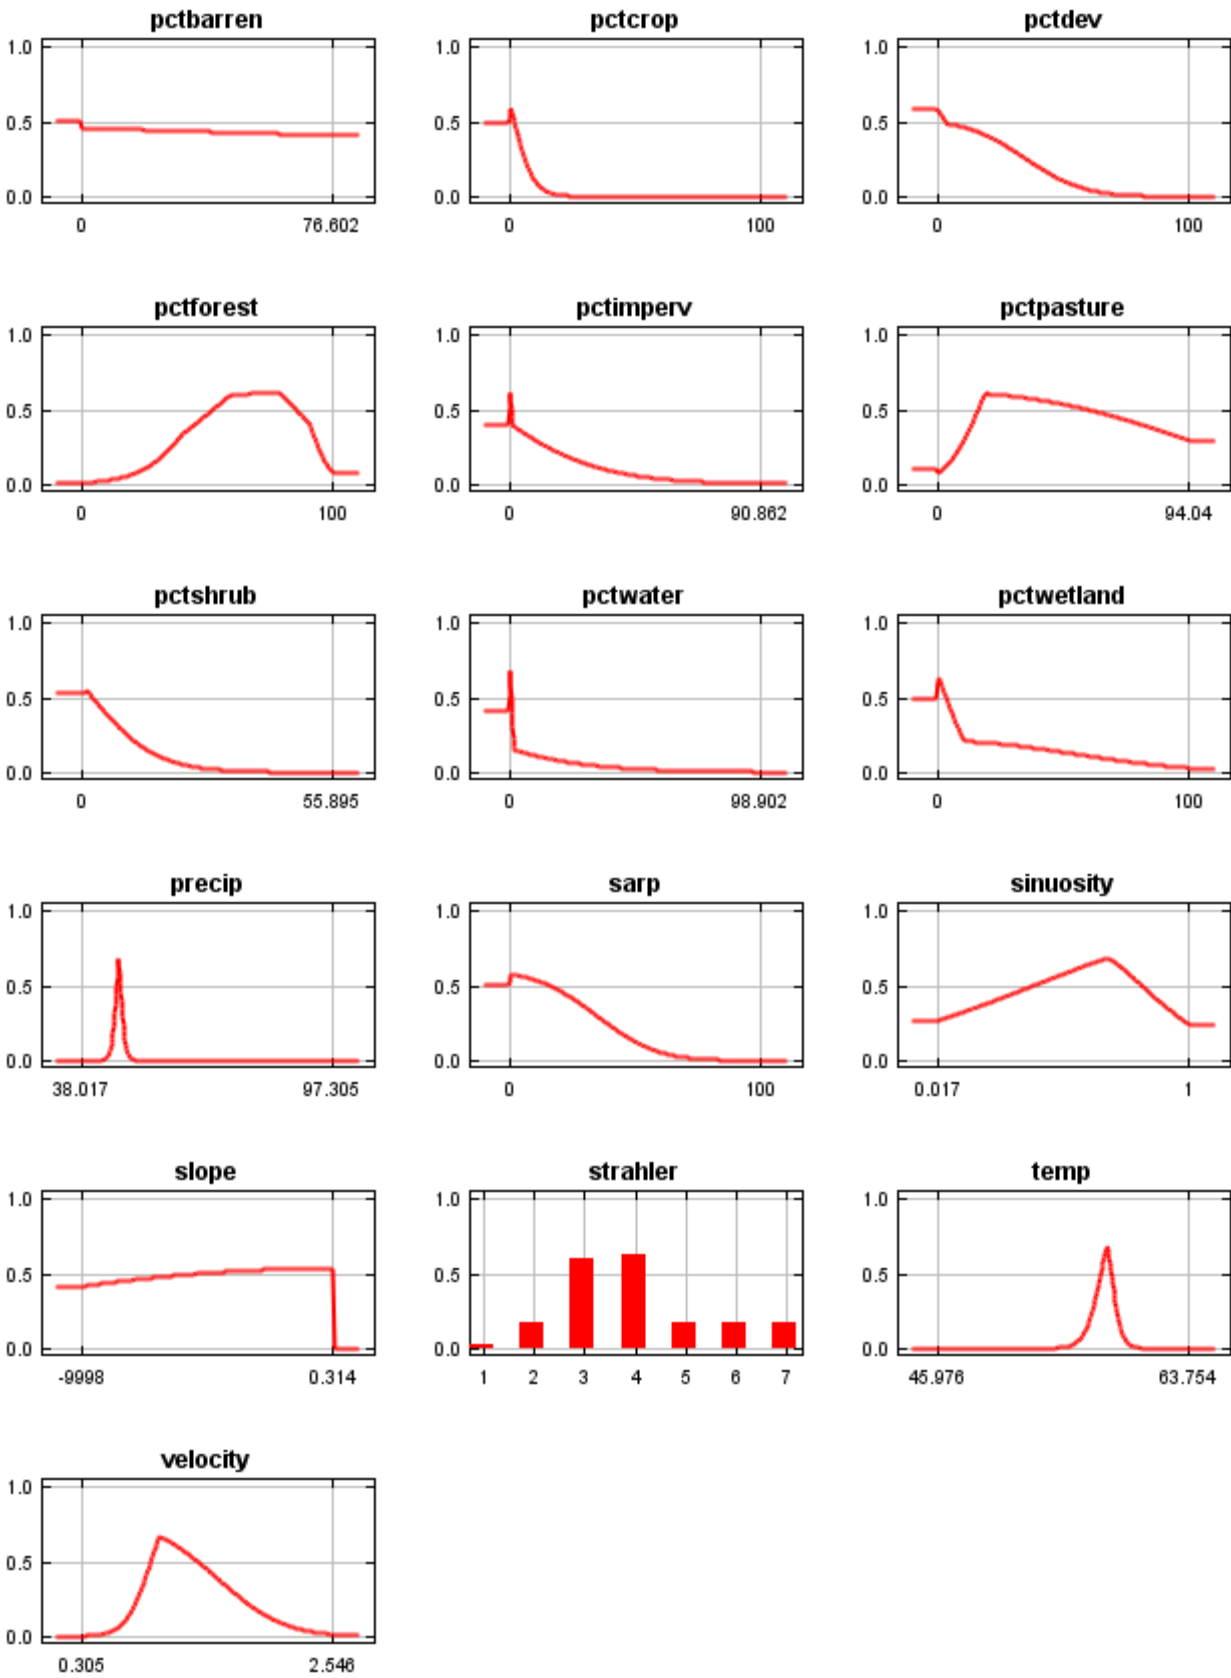 pctbarren pctcrop pctdev
1.0 1.0 1.0
0.5 0.5 0.5
0.0 0.0 0.0
0 76.602 0 100 0 100
pctforest pctimperv pctpasture
1.0 1.0 1.0
0.5 0.5 0.5
0.0 0.0 0.0
0 100 0 90.862 0 94.04
pctshrub pctwater pctwetland
1.0 1.0 1.0
0.5 0.5 0.5
0.0 0.0 0.0
0 55.895 0 98.902 0 100
precip sarp sinuosity
1.0 1.0 1.0
0.5 0.5 0.5
0.0 0.0 0.0
38.017 97.305 0 100 0.017 1
slope strahler temp
1.0 1.0 1.0
0.5 0.5 0.5
0.0 0.0 0.0
-9998 0.314 1 2 3 4 5 6 7 45.976 63.754
velocity
1.0
0.5
0.0
0.305 2.546